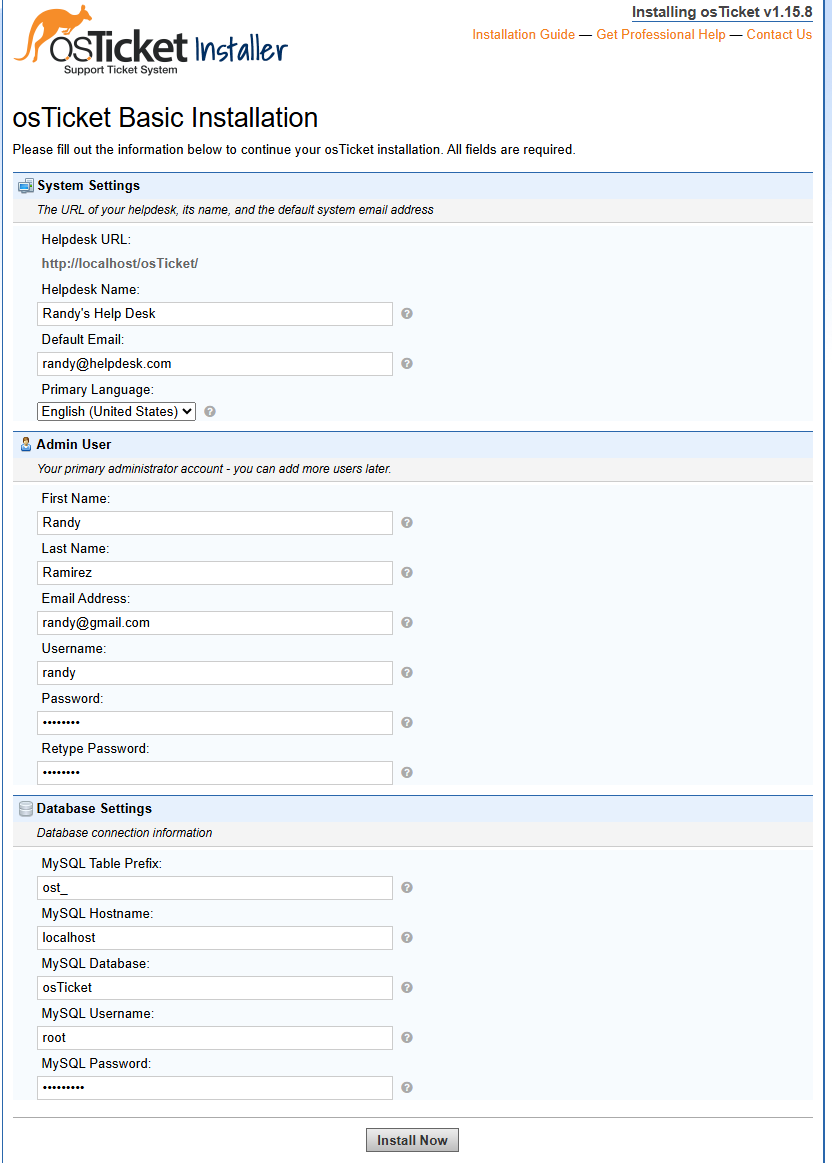 osTicket Installer
Support Ticket System
Installing osTicket v1.15.8
Installation Guide — Get Professional Help — Contact Us
osTicket Basic Installation
Please fill out the information below to continue your osTicket installation. All fields are required.
System Settings
The URL of your helpdesk, its name, and the default system email address
Helpdesk URL:
http://localhost/osTicket/
Helpdesk Name:
Randy's Help Desk
Default Email:
randy@helpdesk.com
Primary Language:
English (United States)
Admin User
Your primary administrator account - you can add more users later.
First Name:
Randy
Last Name:
Ramirez
Email Address:
randy@gmail.com
Username:
randy
Password:
••••••••
Retype Password:
••••••••
Database Settings
Database connection information
MySQL Table Prefix:
ost_
MySQL Hostname:
localhost
MySQL Database:
osTicket
MySQL Username:
root
MySQL Password:
•••••••••
Install Now